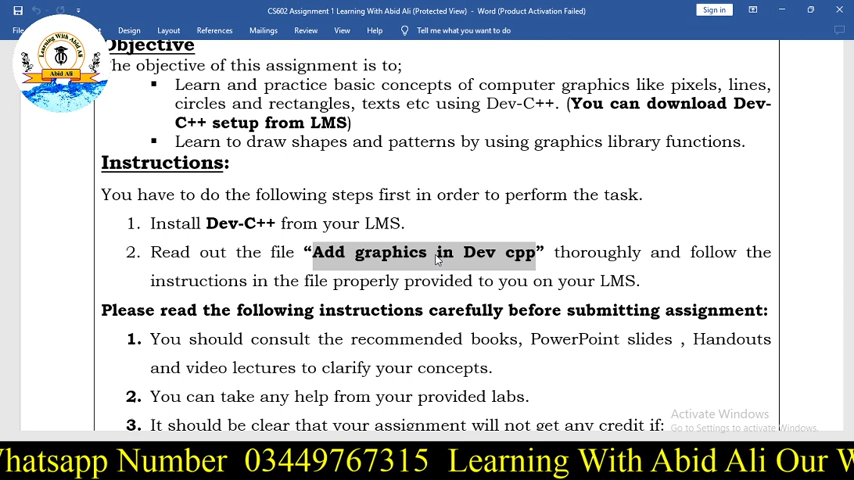 CS602 Assignment 1 Learning With Abid Ali (Protected View) - Word (Product Activation Failed)
Sign in
Design Layout References Mailings Review View Help Tell me what you want to do
Learning With Abid Ali
Abid Ali
Objective
The objective of this assignment is to;
▪ Learn and practice basic concepts of computer graphics like pixels, lines,
circles and rectangles, texts etc using Dev-C++. (You can download Dev-
C++ setup from LMS)
▪ Learn to draw shapes and patterns by using graphics library functions.
Instructions:
You have to do the following steps first in order to perform the task.
1. Install Dev-C++ from your LMS.
2. Read out the file “Add graphics in Dev cpp” thoroughly and follow the
instructions in the file properly provided to you on your LMS.
Please read the following instructions carefully before submitting assignment:
1. You should consult the recommended books, PowerPoint slides , Handouts
and video lectures to clarify your concepts.
2. You can take any help from your provided labs.
3. It should be clear that your assignment will not get any credit if:
Activate Windows
Go to Settings to activate Windows.
Whatsapp Number 03449767315 Learning With Abid Ali Our